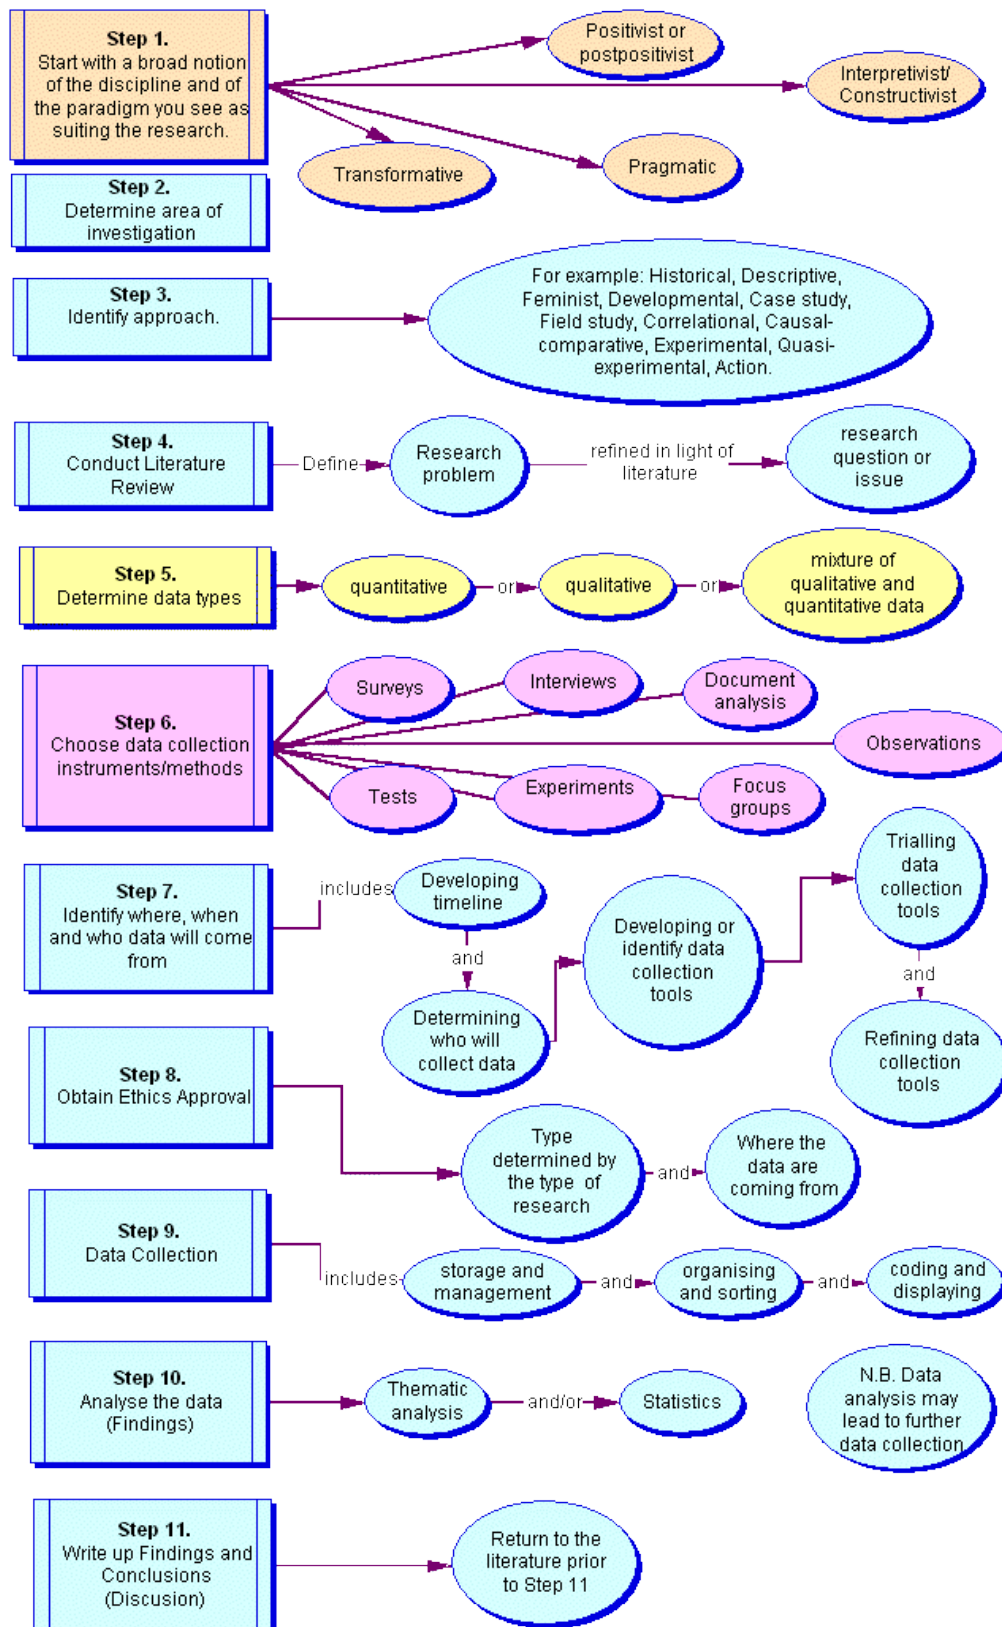 Step 1.
Start with a broad notion
of the discipline and of
the paradigm you see as
suiting the research.
Positivist or
postpositivist
Interpretivist/
Constructivist
Transformative
Pragmatic
Step 2.
Determine area of
investigation
Step 3.
Identify approach.
For example: Historical, Descriptive,
Feminist, Developmental, Case study,
Field study, Correlational, Causal-
comparative, Experimental, Quasi-
experimental, Action.
Step 4.
Conduct Literature
Review
Define
Research
problem
refined in light of
literature
research
question or
issue
Step 5.
Determine data types
quantitative
or
qualitative
or
mixture of
qualitative and
quantitative data
Step 6.
Choose data collection
instruments/methods
Surveys
Interviews
Document
analysis
Observations
Tests
Experiments
Focus
groups
Step 7.
Identify where, when
and who data will come
from
includes
Developing
timeline
and
Determining
who will
collect data
Developing or
identify data
collection
tools
Trialling
data
collection
tools
and
Refining data
collection
tools
Step 8.
Obtain Ethics Approval
Type
determined by
the type of
research
and
Where the
data are
coming from
Step 9.
Data Collection
includes
storage and
management
and
organising
and sorting
and
coding and
displaying
Step 10.
Analyse the data
(Findings)
Thematic
analysis
and/or
Statistics
N.B. Data
analysis may
lead to further
data collection
Step 11.
Write up Findings and
Conclusions
(Discusion)
Return to the
literature prior
to Step 11